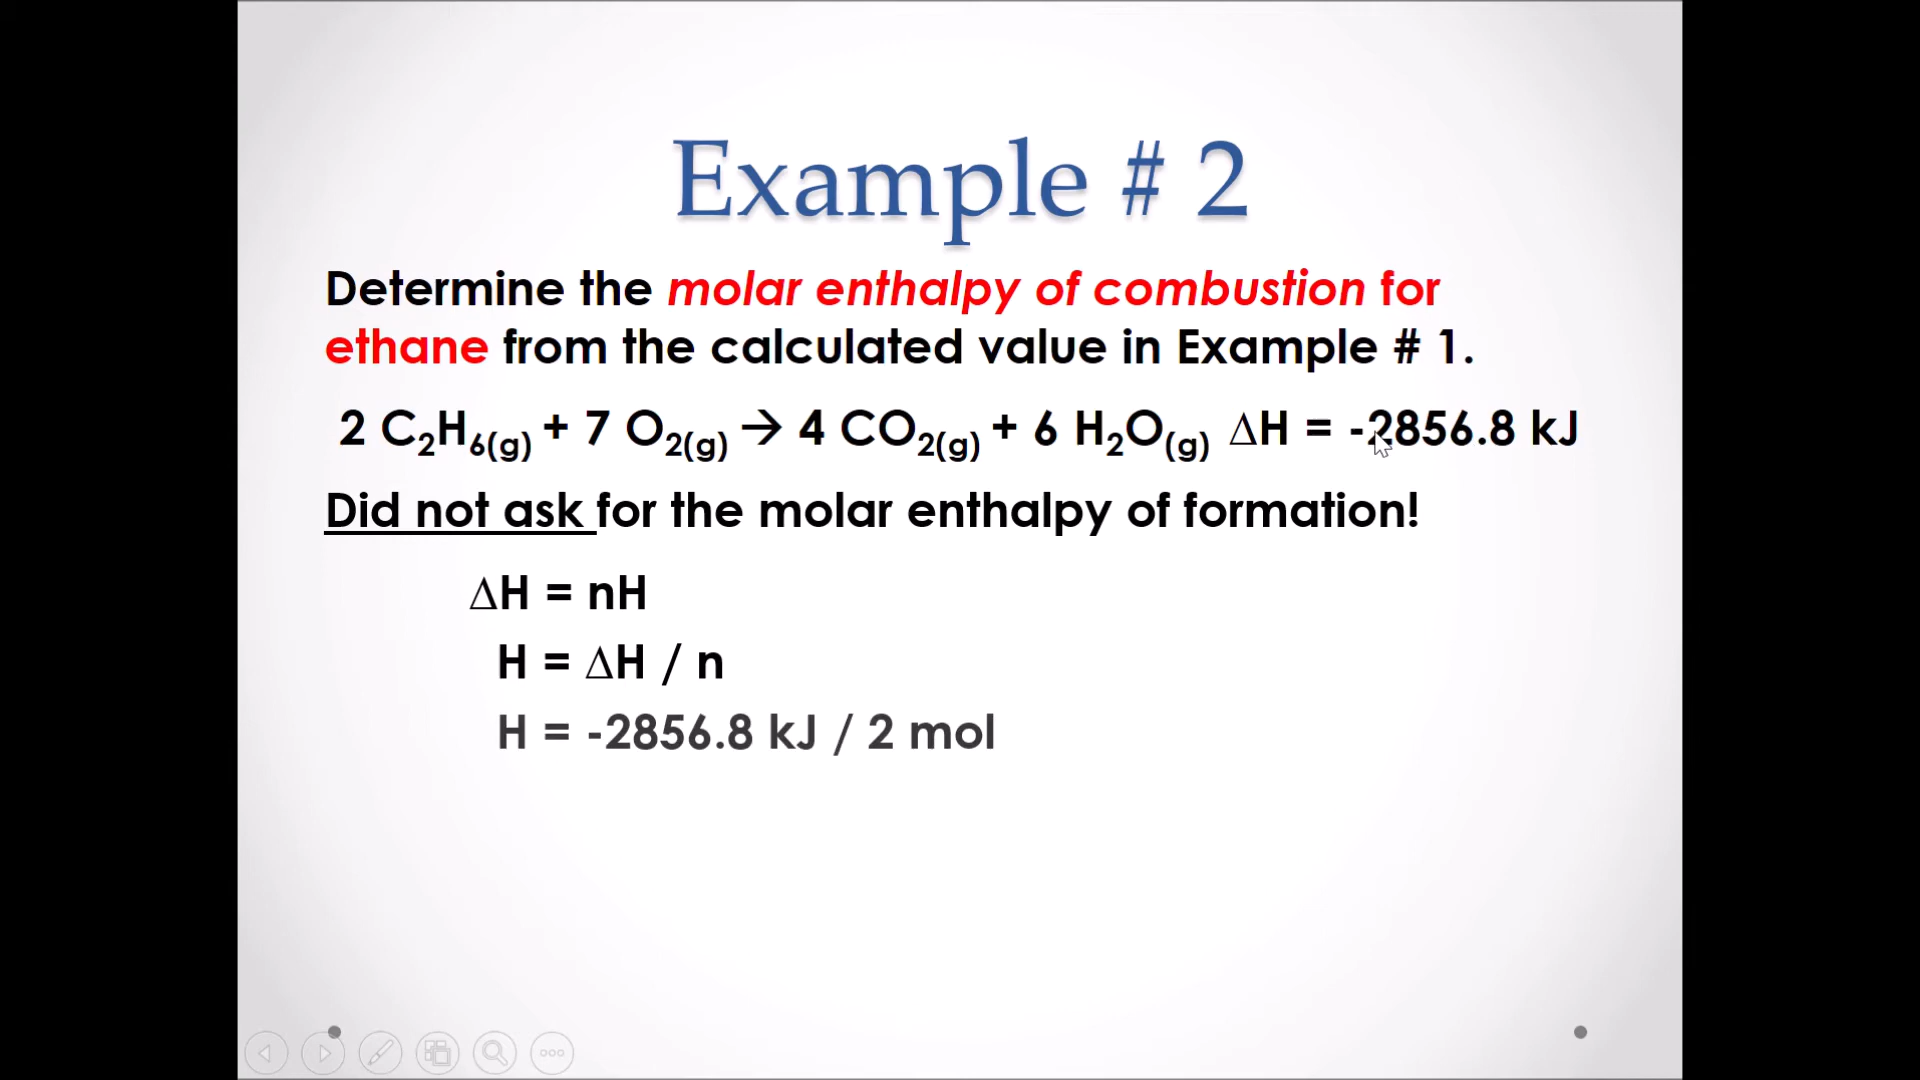 Example # 2
Determine the molar enthalpy of combustion for
ethane from the calculated value in Example # 1.
2 C₂H₆(g) + 7 O₂(g) → 4 CO₂(g) + 6 H₂O(g) ∆H = -2856.8 kJ
Did not ask for the molar enthalpy of formation!
∆H = nH
H = ∆H / n
H = -2856.8 kJ / 2 mol